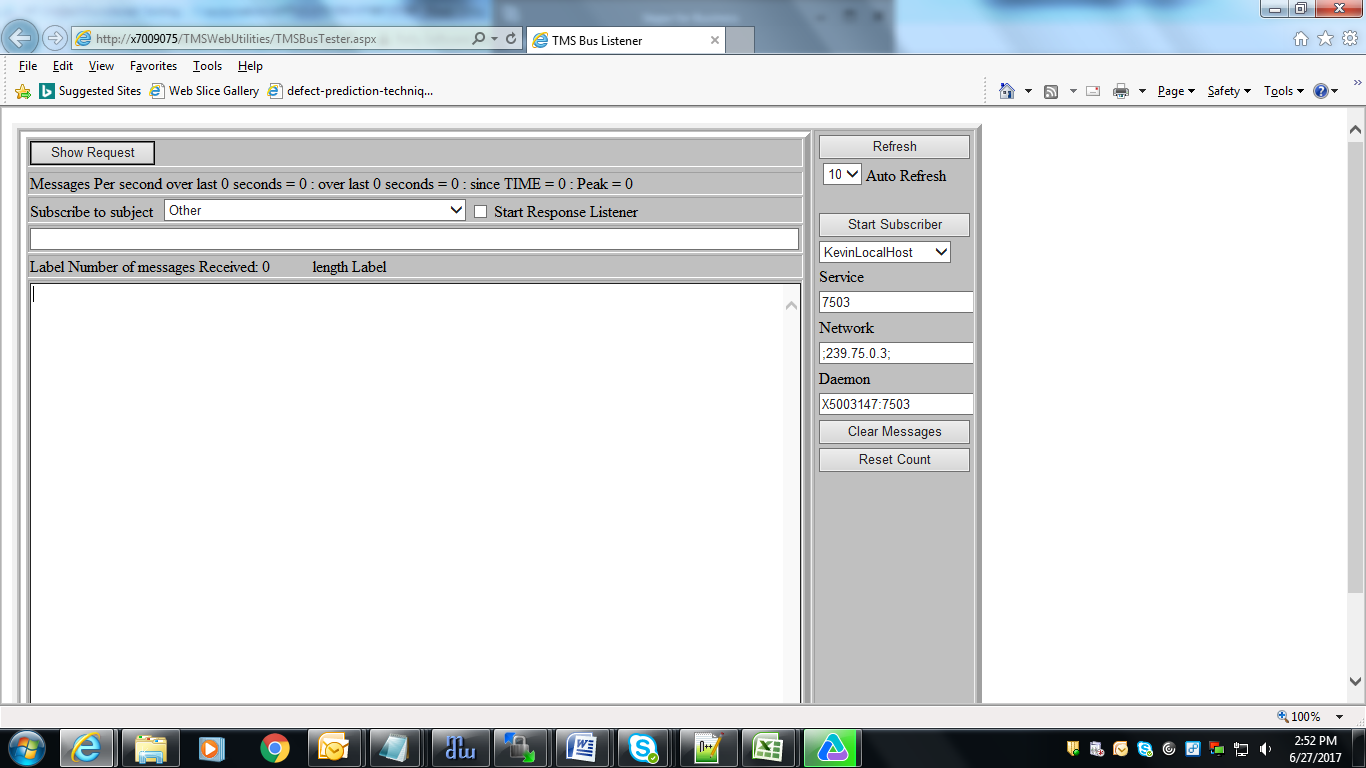 http://x7009075/TMSWebUtilities/TMSBusTester.aspx
TMS Bus Listener
File Edit View Favorites Tools Help
Suggested Sites Web Slice Gallery defect-prediction-techniq...
Page Safety Tools
Show Request
Messages Per second over last 0 seconds = 0 : over last 0 seconds = 0 : since TIME = 0 : Peak = 0
Subscribe to subject Other Start Response Listener
Label Number of messages Received: 0 length Label
Refresh
10 Auto Refresh
Start Subscriber
KevinLocalHost
Service
7503
Network
;239.75.0.3;
Daemon
X5003147:7503
Clear Messages
Reset Count
100%
2:52 PM
6/27/2017